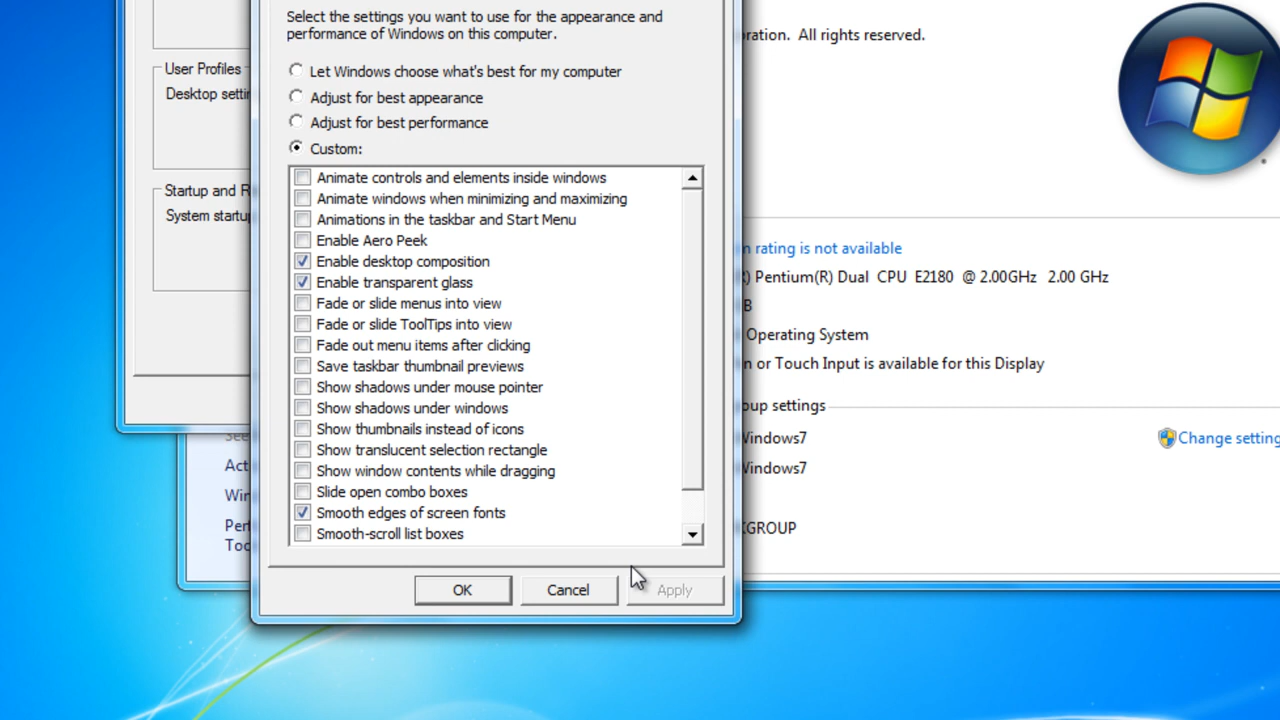 Select the settings you want to use for the appearance and
performance of Windows on this computer.
Let Windows choose what's best for my computer
Adjust for best appearance
Adjust for best performance
Custom:
Animate controls and elements inside windows
Animate windows when minimizing and maximizing
Animations in the taskbar and Start Menu
Enable Aero Peek
Enable desktop composition
Enable transparent glass
Fade or slide menus into view
Fade or slide ToolTips into view
Fade out menu items after clicking
Save taskbar thumbnail previews
Show shadows under mouse pointer
Show shadows under windows
Show thumbnails instead of icons
Show translucent selection rectangle
Show window contents while dragging
Slide open combo boxes
Smooth edges of screen fonts
Smooth-scroll list boxes
OK
Cancel
Apply
User Profiles
Desktop settin
Startup and R
System startu
See
Act
Win
Perf
Too
ration. All rights reserved.
n rating is not available
) Pentium(R) Dual CPU E2180 @ 2.00GHz 2.00 GHz
B
Operating System
n or Touch Input is available for this Display
oup settings
Windows7
Change setting
Windows7
KGROUP